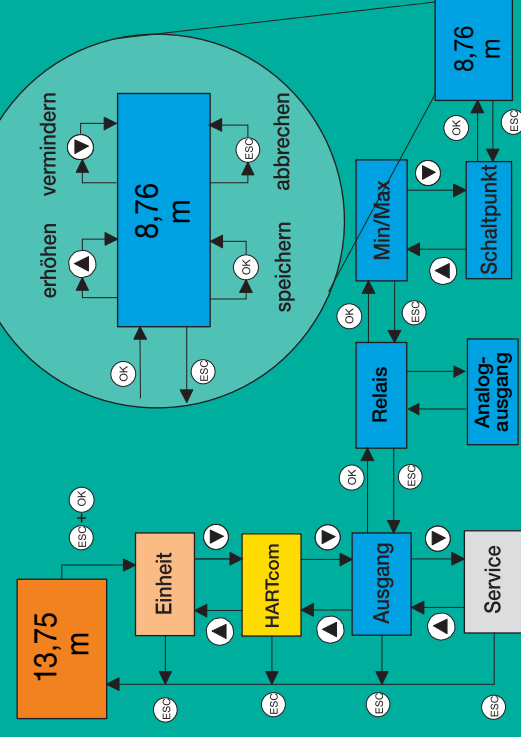 13,75
m
ESC + OK
Einheit
HARTcom
Ausgang
Service
ESC
ESC
ESC
ESC
OK
ESC
Relais
Analog-
ausgang
OK
ESC
Min/Max
Schaltpunkt
OK
ESC
8,76
m
erhöhen
vermindern
OK
ESC
8,76
m
OK
ESC
speichern
abbrechen